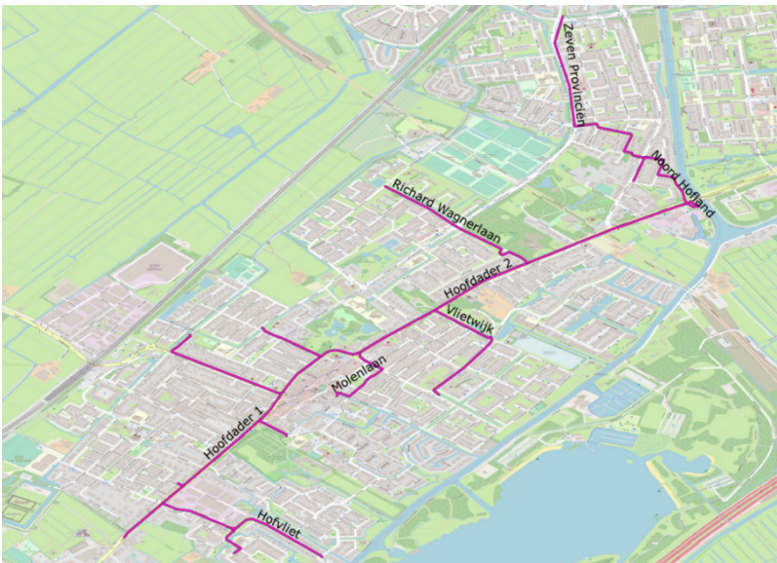 Zeven Provinciën
Noord Hofland
Richard Wagnerlaan
Hoofdader 2
Vlietwijk
Molenlaan
Hoofdader 1
Hofvliet